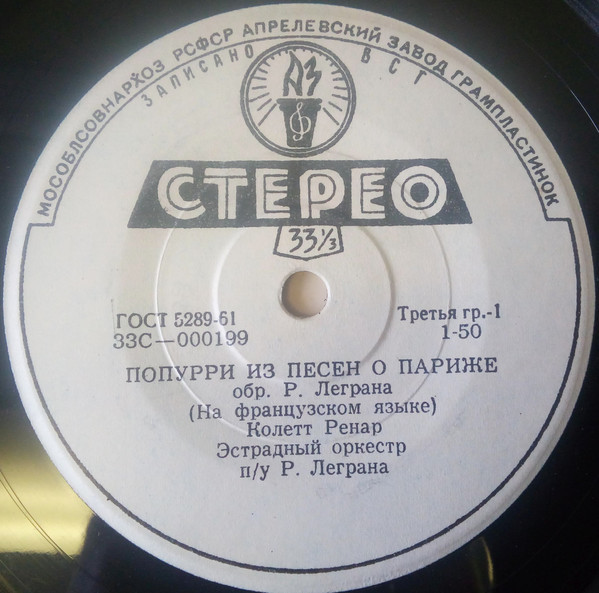 МОСОБЛСОВНАРХОЗ РСФСР АПРЕЛЕВСКИЙ ЗАВОД ГРАМПЛАСТИНОК
ЗАПИСАНО ВСГ
АЗ
СТЕРЕО
33⅓
ГОСТ 5289-61
33С—000199
Третья гр.-1
1-50
ПОПУРРИ ИЗ ПЕСЕН О ПАРИЖЕ
обр. Р. Леграна
(На французском языке)
Колетт Ренар
Эстрадный оркестр
п/у Р. Леграна